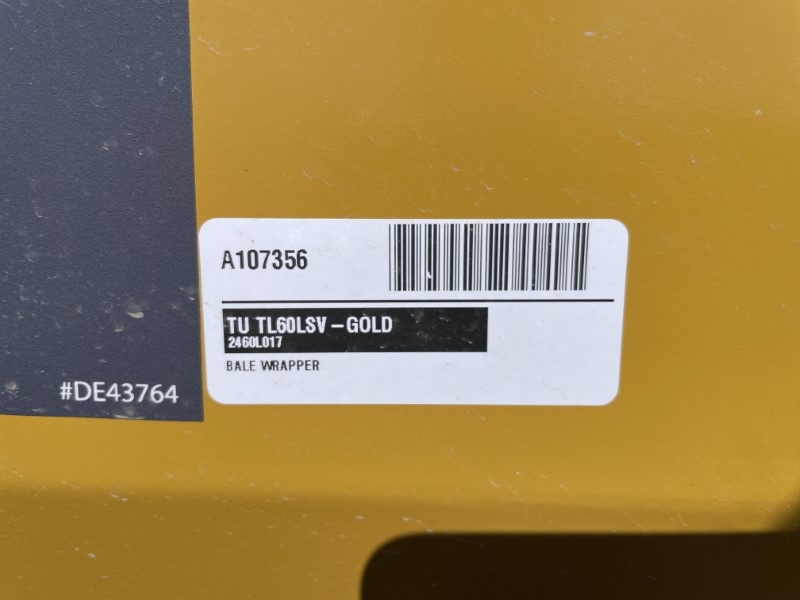 A107356
TU TL60LSV-GOLD
2460L017
BALE WRAPPER
#DE43764